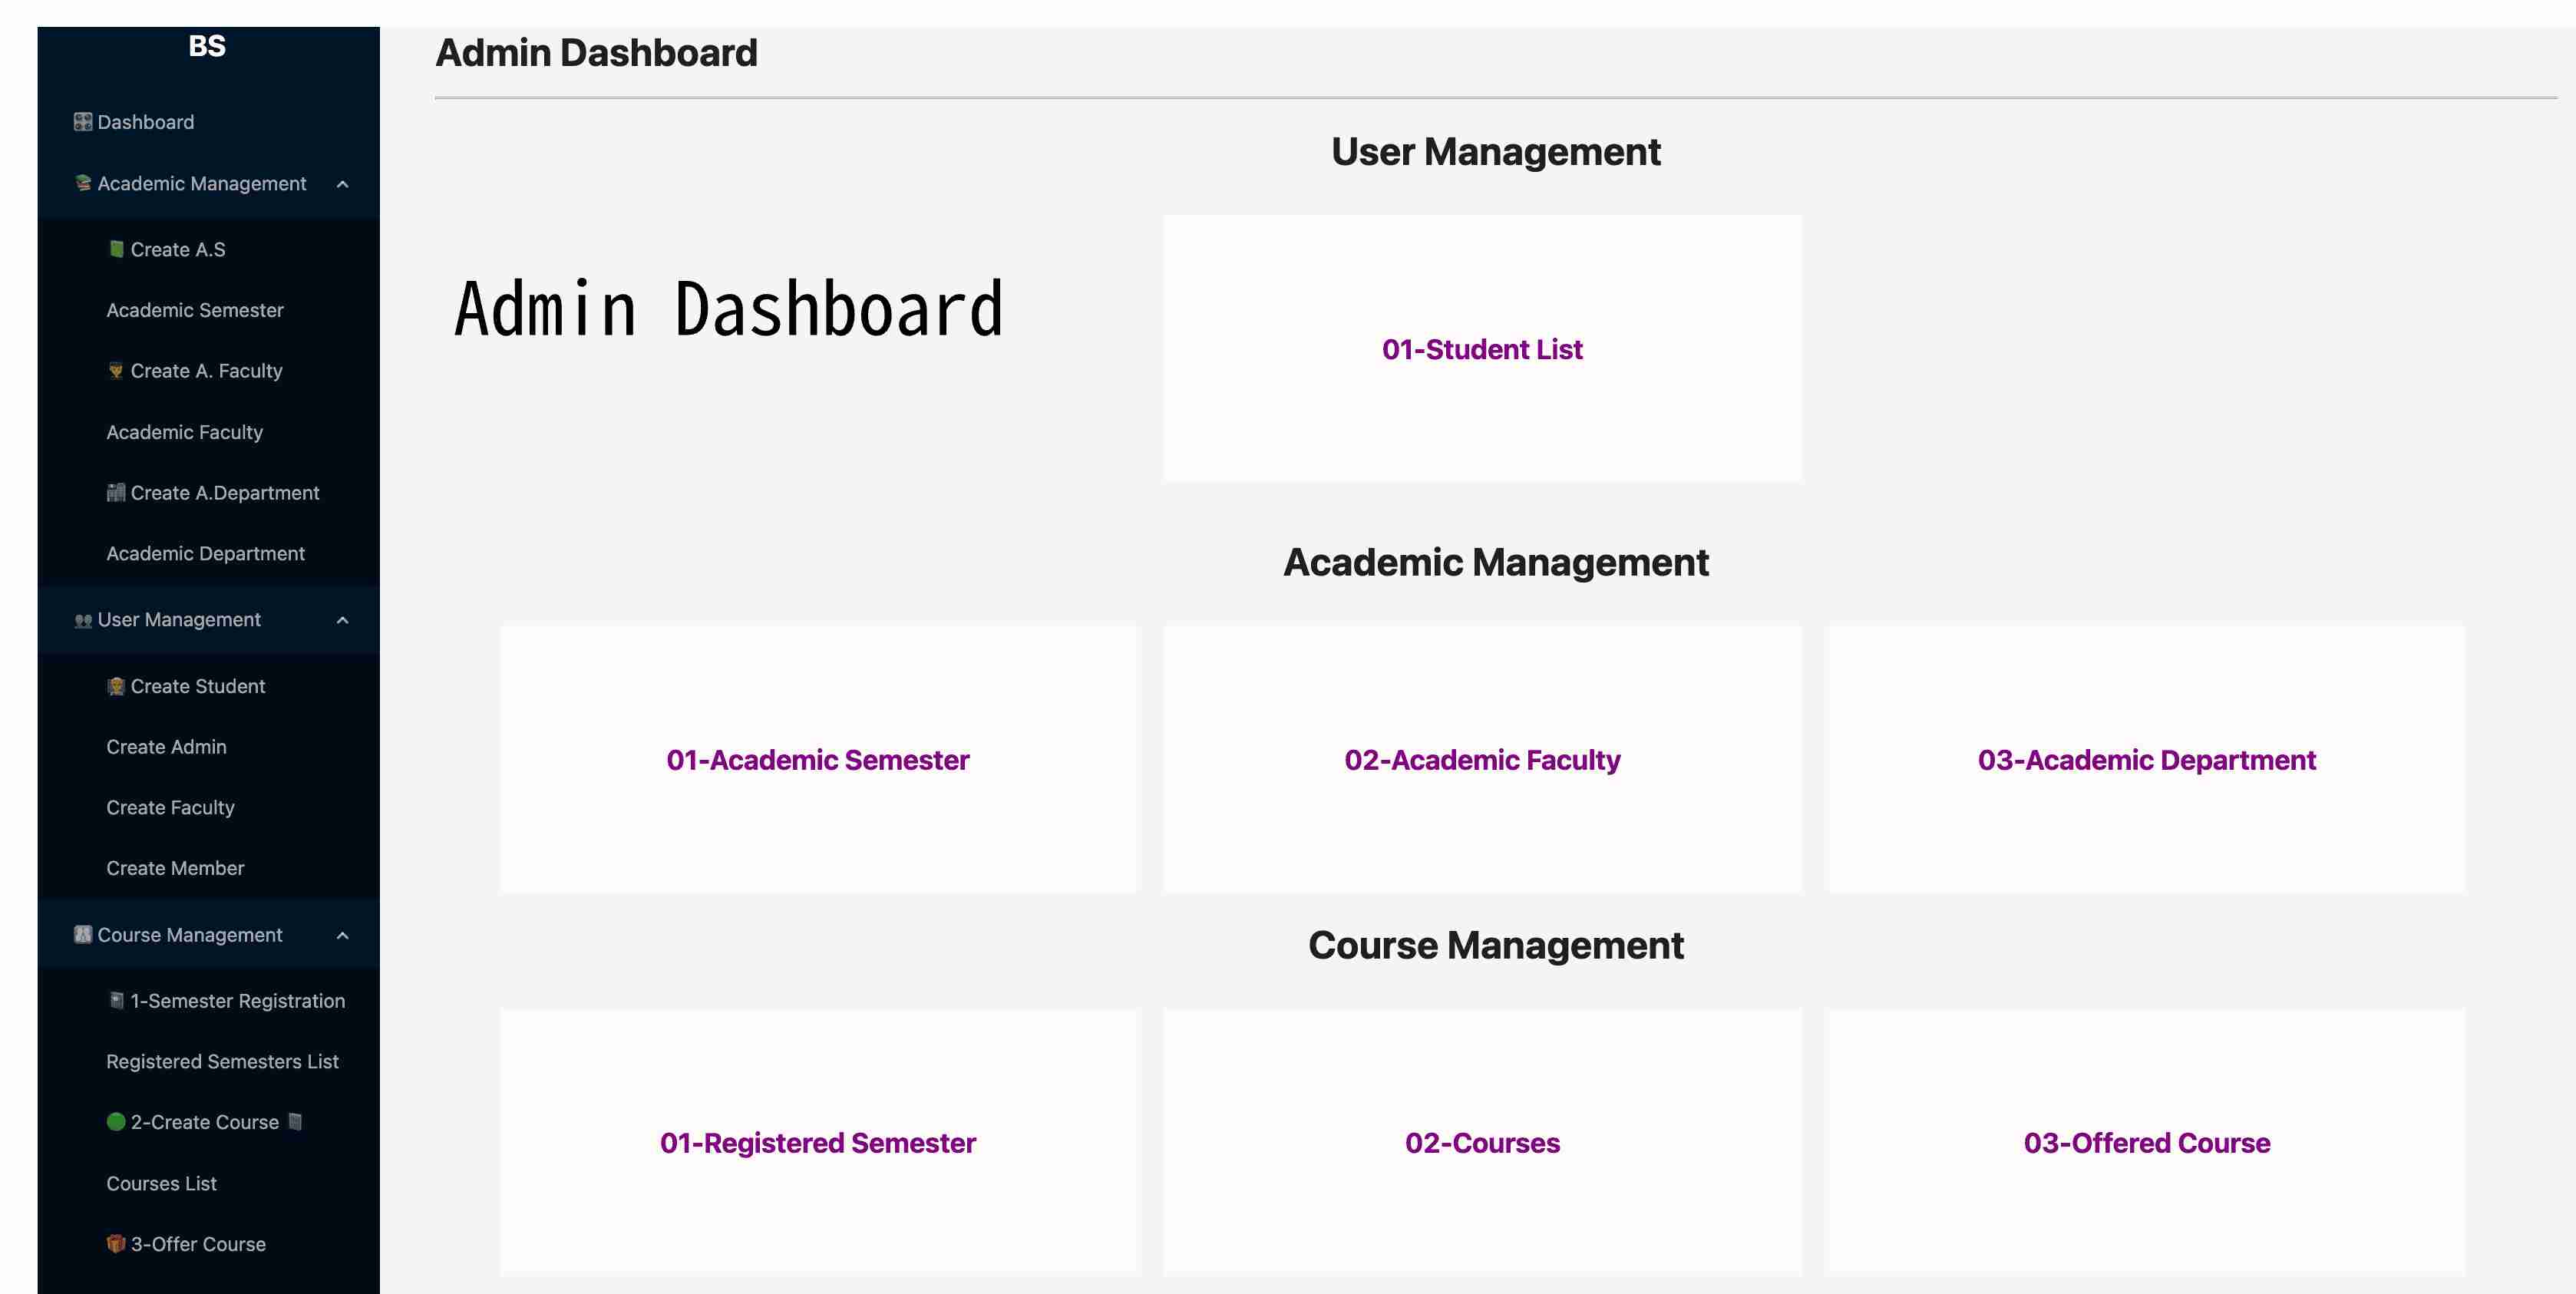 BS
Dashboard
Academic Management
Create A.S
Academic Semester
Create A. Faculty
Academic Faculty
Create A.Department
Academic Department
User Management
Create Student
Create Admin
Create Faculty
Create Member
Course Management
1-Semester Registration
Registered Semesters List
2-Create Course
Courses List
3-Offer Course
Admin Dashboard
User Management
Admin Dashboard
01-Student List
Academic Management
01-Academic Semester
02-Academic Faculty
03-Academic Department
Course Management
01-Registered Semester
02-Courses
03-Offered Course